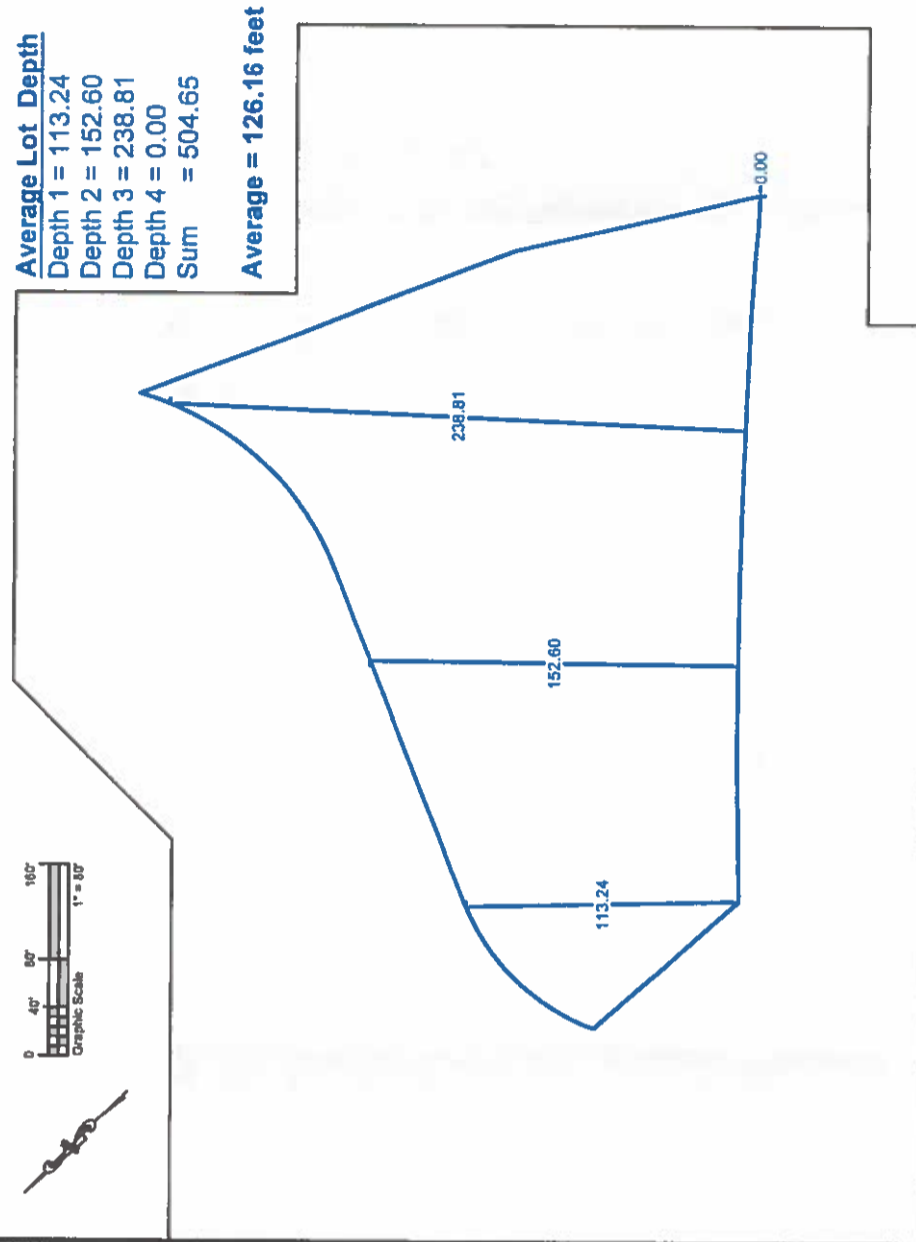 Average Lot Depth
Depth 1 = 113.24
Depth 2 = 152.60
Depth 3 = 238.81
Depth 4 = 0.00
Sum = 504.65
Average = 126.16 feet
0 40' 80' 160'
Graphic Scale 1" = 80'
113.24
152.60
238.81
0.00